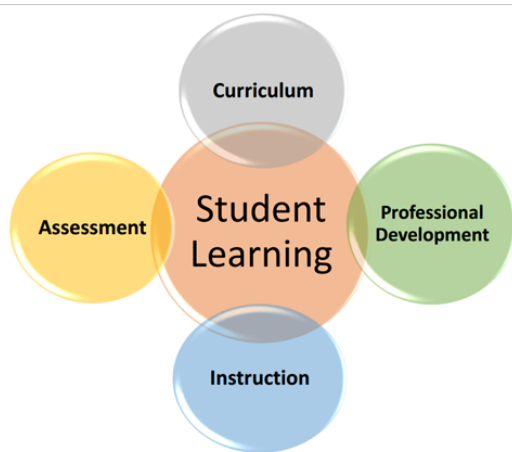 Curriculum
Assessment
Student
Learning
Professional
Development
Instruction